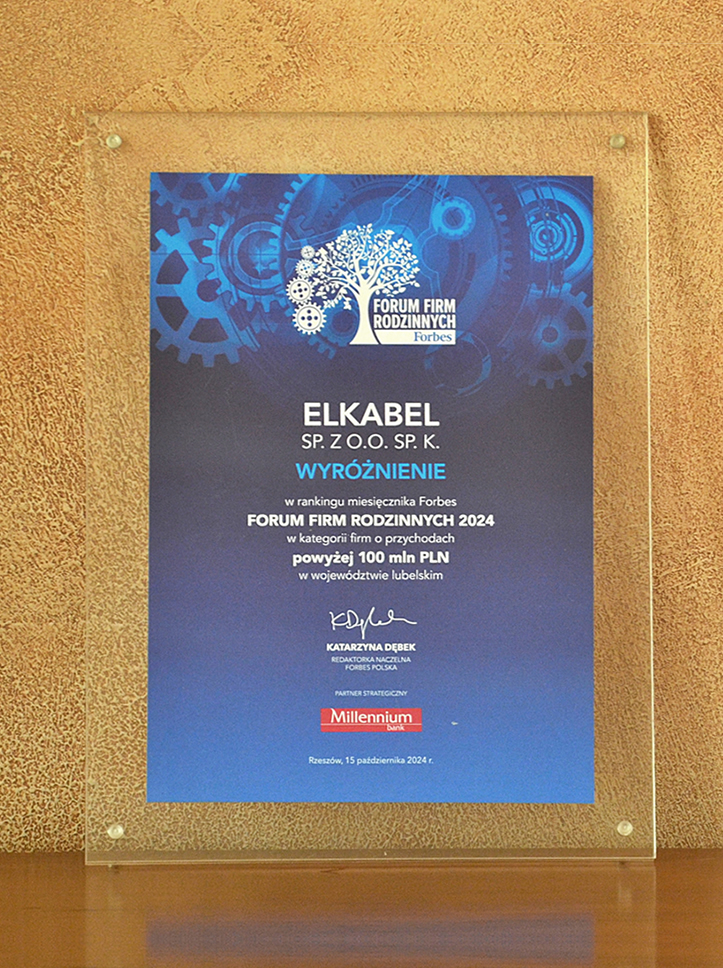 FORUM FIRM
RODZINNYCH
Forbes
ELKABEL
SP. Z O.O. SP. K.
WYRÓŻNIENIE
w rankingu miesięcznika Forbes
FORUM FIRM RODZINNYCH 2024
w kategorii firm o przychodach
powyżej 100 mln PLN
w województwie lubelskim
KATARZYNA DĘBEK
REDAKTORKA NACZELNA
FORBES POLSKA
PARTNER STRATEGICZNY
Millennium
bank
Rzeszów, 15 października 2024 r.